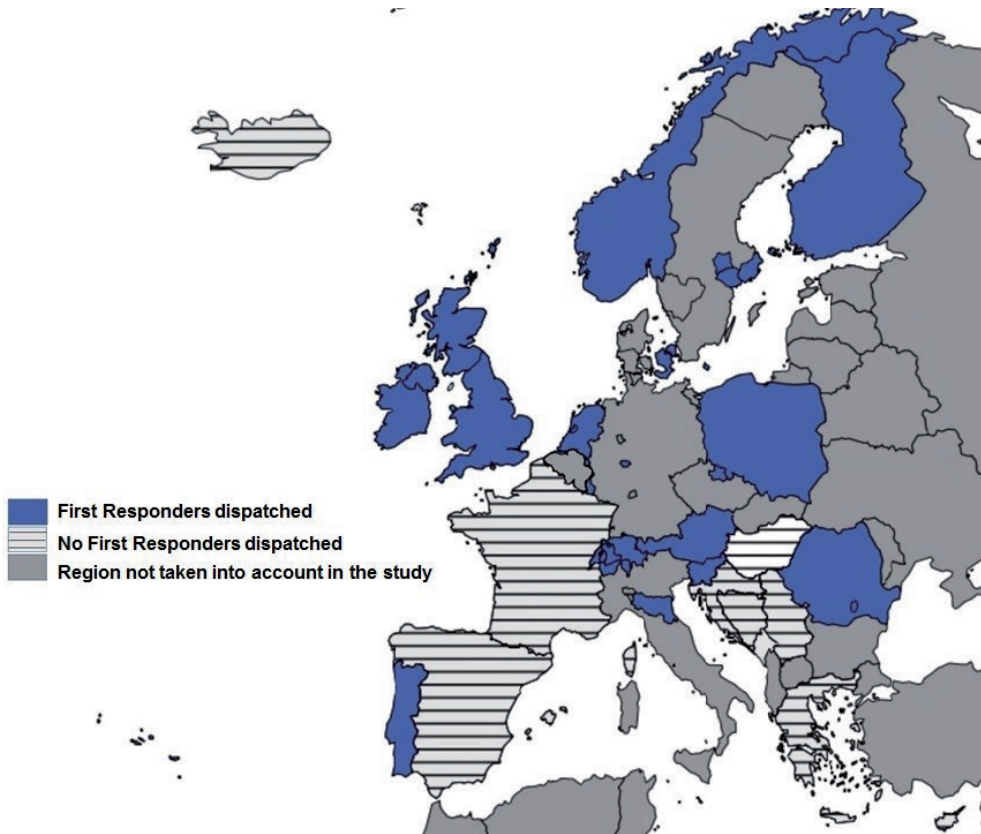 First Responders dispatched
No First Responders dispatched
Region not taken into account in the study